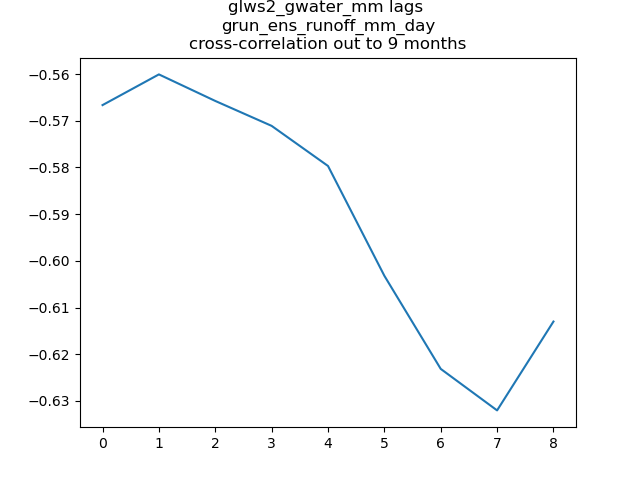 glws2_gwater_mm lags
grun_ens_runoff_mm_day
cross-correlation out to 9 months
−0.56
−0.57
−0.58
−0.59
−0.60
−0.61
−0.62
−0.63
0 1 2 3 4 5 6 7 8